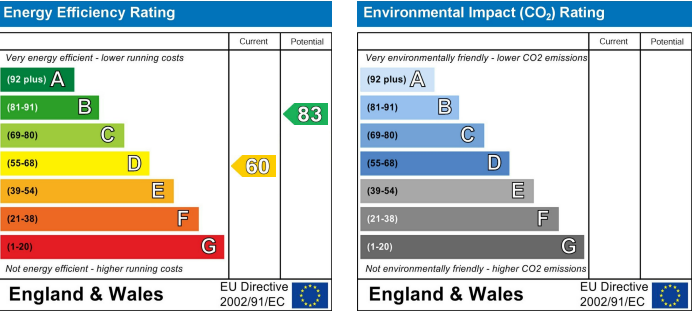 Energy Efficiency Rating
Current Potential
Very energy efficient - lower running costs
(92 plus) A
(81-91) B
83
(69-80) C
(55-68) D
60
(39-54) E
(21-38) F
(1-20) G
Not energy efficient - higher running costs
England & Wales
EU Directive
2002/91/EC
Environmental Impact (CO₂) Rating
Current Potential
Very environmentally friendly - lower CO2 emissions
(92 plus) A
(81-91) B
(69-80) C
(55-68) D
(39-54) E
(21-38) F
(1-20) G
Not environmentally friendly - higher CO2 emissions
England & Wales
EU Directive
2002/91/EC